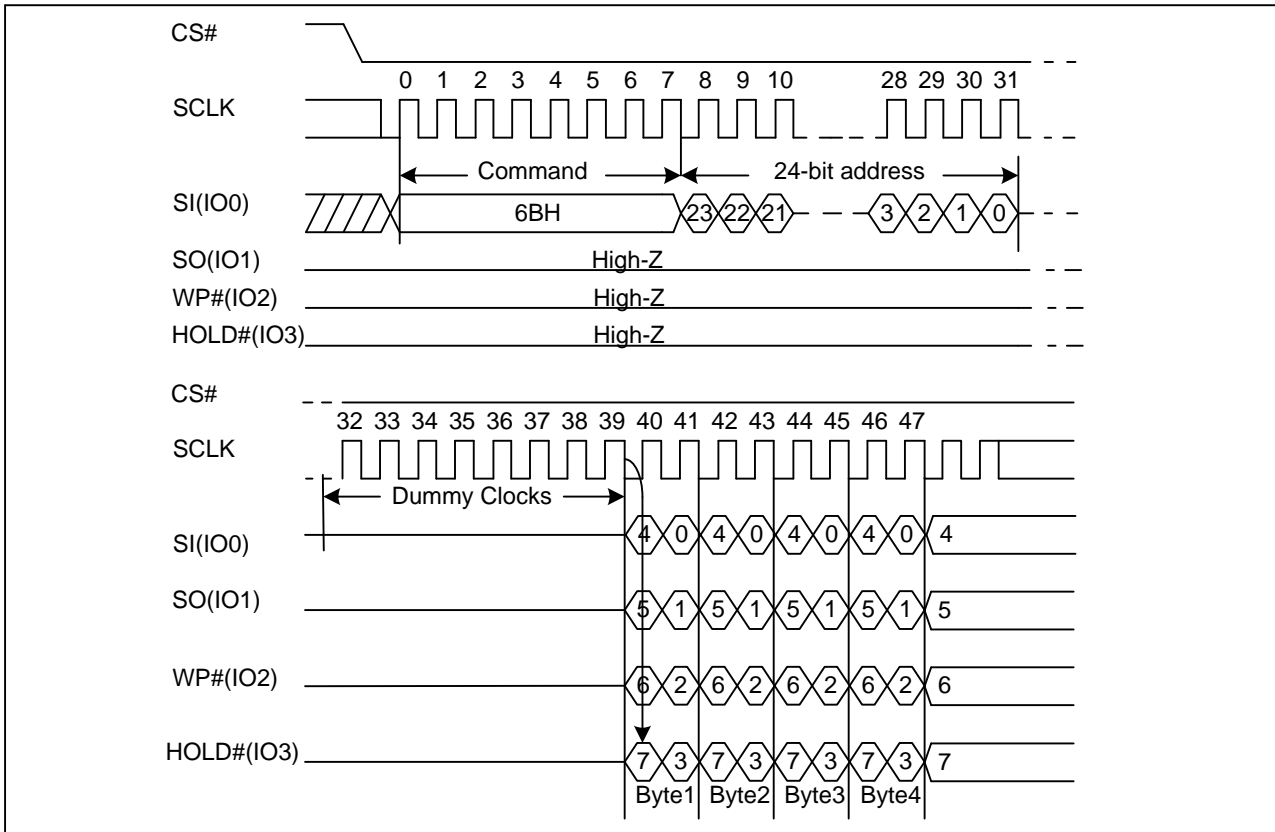 CS#
0 1 2 3 4 5 6 7 8 9 10 28 29 30 31
SCLK
Command 24-bit address
SI(IO0) 6BH 23 22 21 3 2 1 0
SO(IO1) High-Z
WP#(IO2) High-Z
HOLD#(IO3) High-Z
CS#
32 33 34 35 36 37 38 39 40 41 42 43 44 45 46 47
SCLK
Dummy Clocks
SI(IO0) 4 0 4 0 4 0 4 0 4
SO(IO1) 5 1 5 1 5 1 5 1 5
WP#(IO2) 6 2 6 2 6 2 6 2 6
HOLD#(IO3) 7 3 7 3 7 3 7 3 7
Byte1 Byte2 Byte3 Byte4